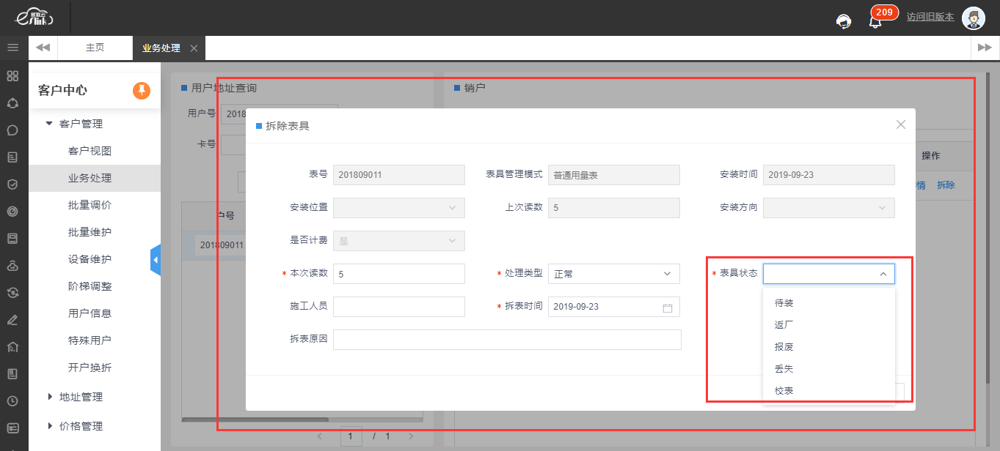 易联云
eslink
209
访问旧版本
主页
业务处理
客户中心
客户管理
客户视图
业务处理
批量调价
批量维护
设备维护
阶梯调整
用户信息
特殊用户
开户换折
地址管理
价格管理
用户地址查询
用户号 2018
卡号
户号
201809011
1 / 1
销户
操作
情 拆除
拆除表具
表号 201809011 表具管理模式 普通用量表 安装时间 2019-09-23
安装位置 上次读数 5 安装方向
是否计费 是
* 本次读数 5 * 处理类型 正常 * 表具状态
施工人员 * 拆表时间 2019-09-23
拆表原因
待装
返厂
报废
丢失
校表